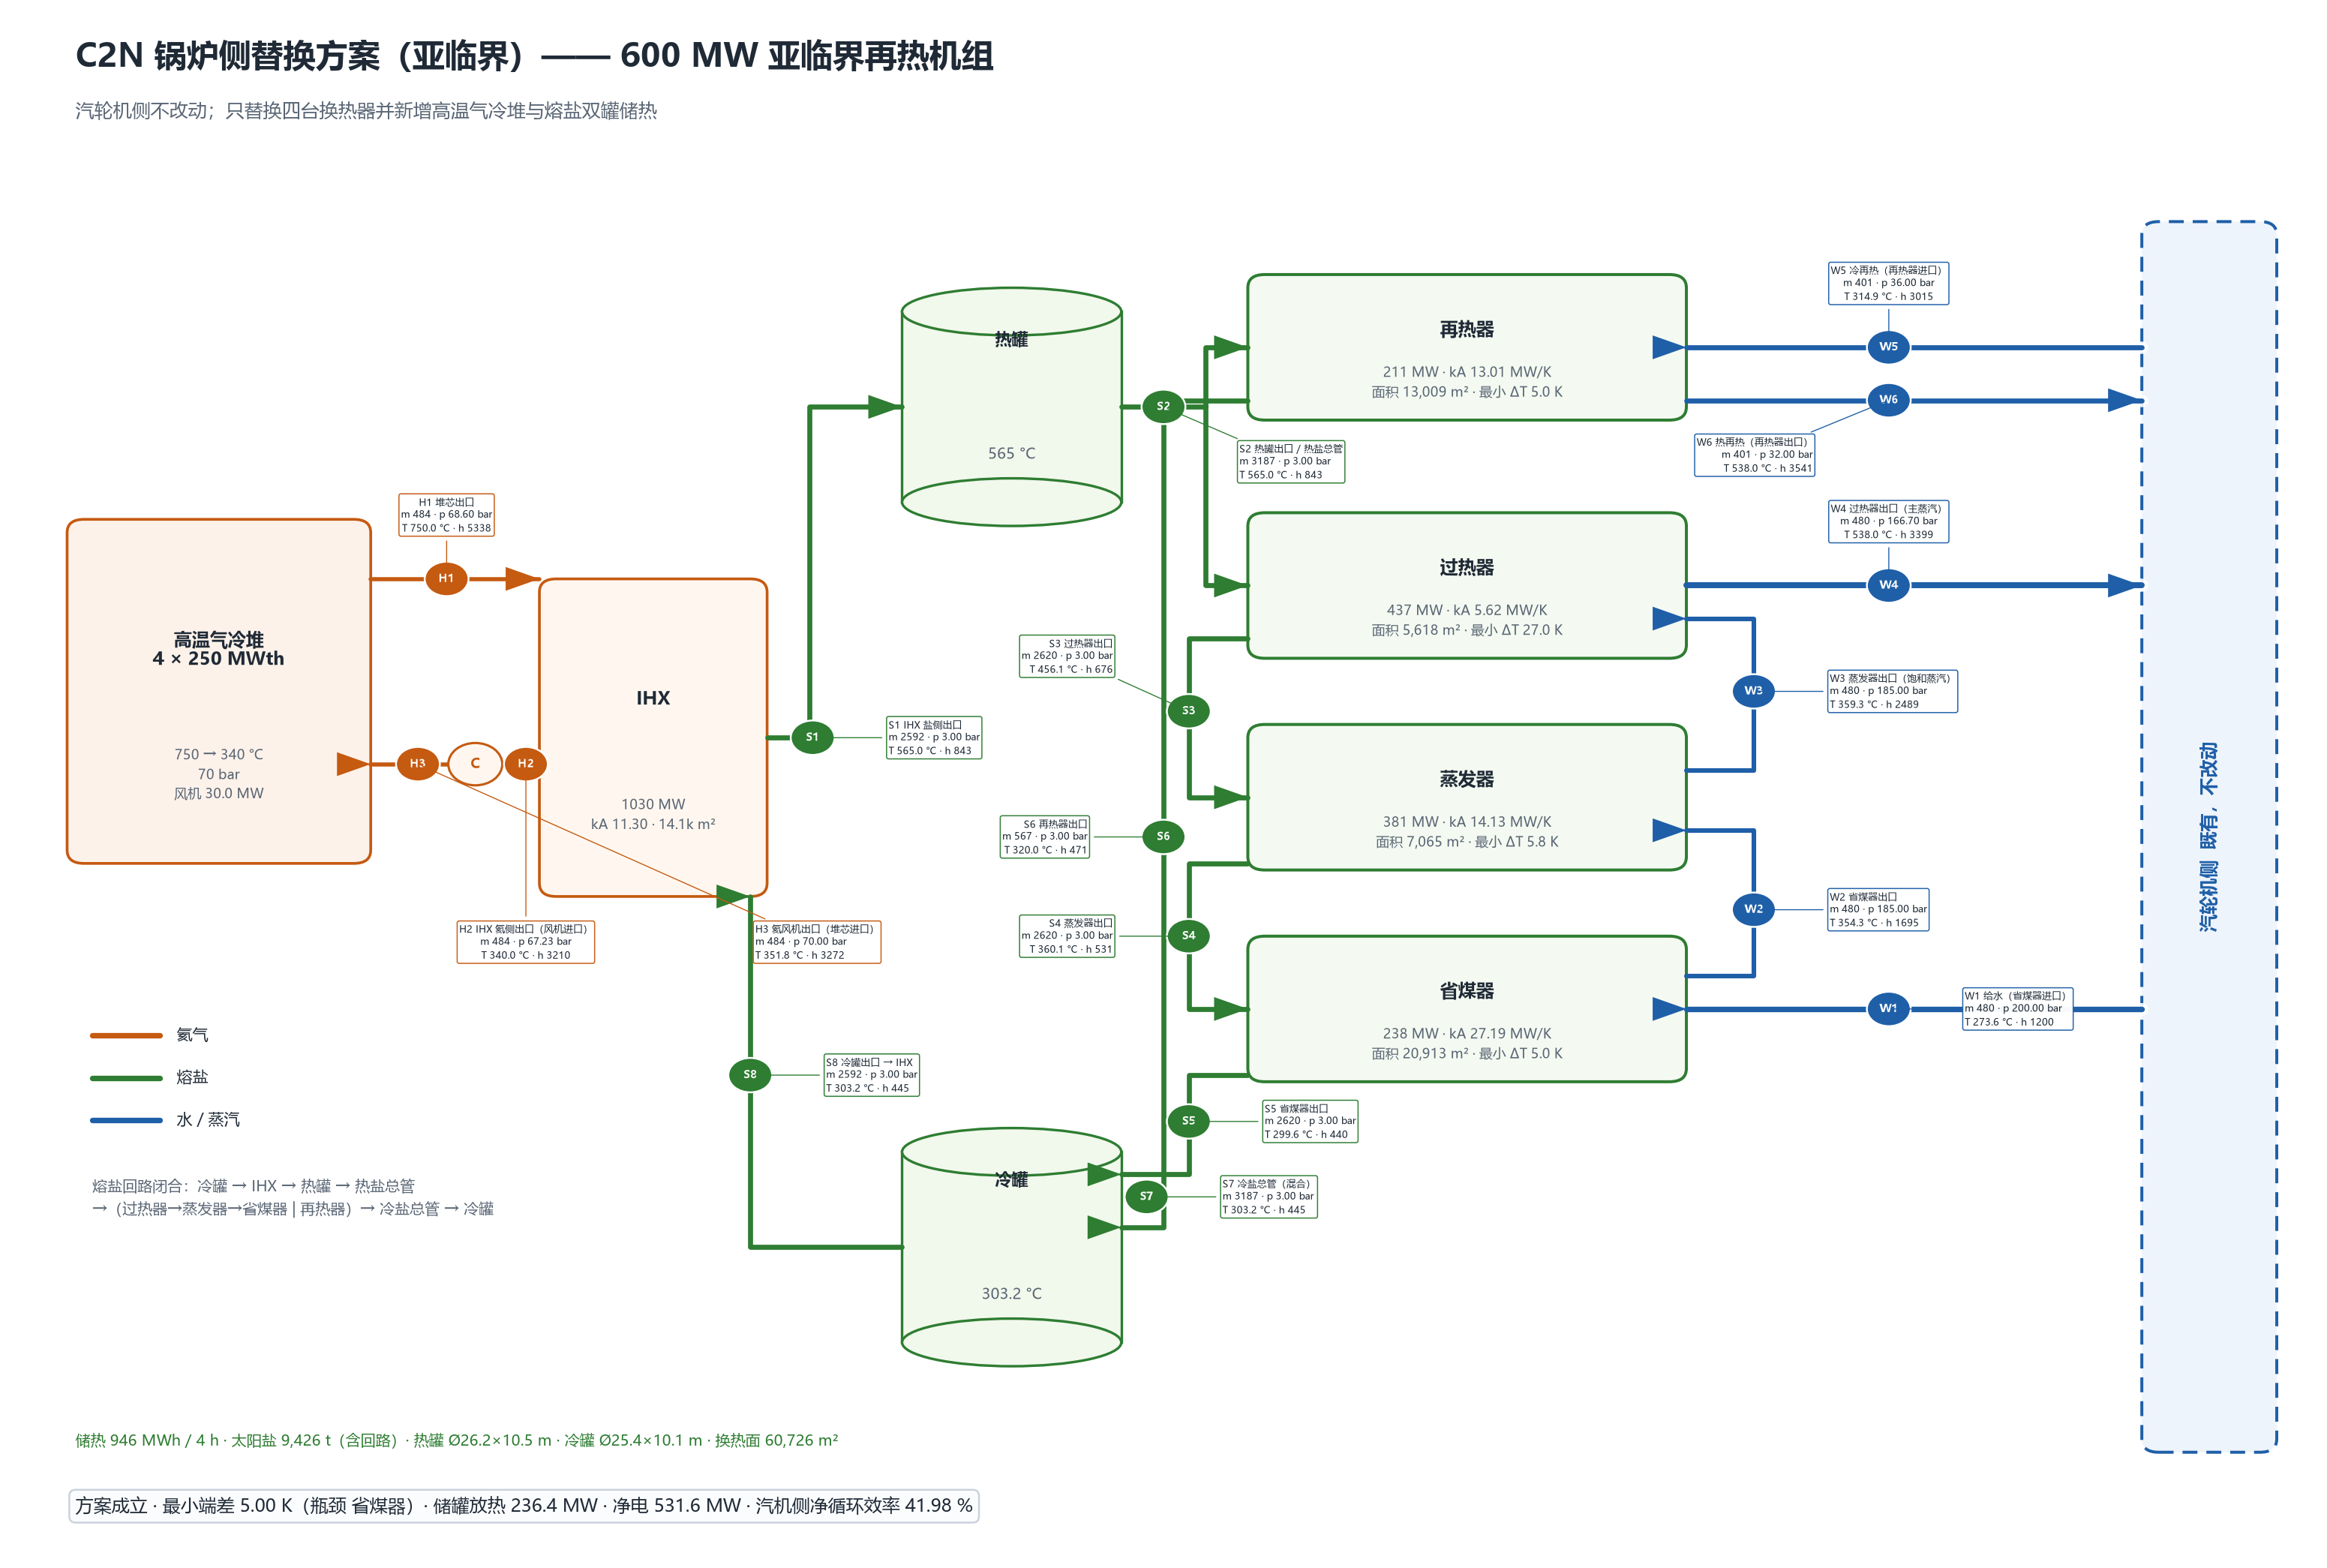 C2N 锅炉侧替换方案（亚临界）—— 600 MW 亚临界再热机组
汽轮机侧不改动；只替换四台换热器并新增高温气冷堆与熔盐双罐储热
W5 冷再热（再热器进口）
m 401 · p 36.00 bar
T 314.9 °C · h 3015
热罐
565 °C
再热器
211 MW · kA 13.01 MW/K
面积 13,009 m² · 最小 ΔT 5.0 K
W5
S2
W6
S2 热罐出口 / 热盐总管
m 3187 · p 3.00 bar
T 565.0 °C · h 843
W6 热再热（再热器出口）
m 401 · p 32.00 bar
T 538.0 °C · h 3541
H1 堆芯出口
m 484 · p 68.60 bar
T 750.0 °C · h 5338
W4 过热器出口（主蒸汽）
m 480 · p 166.70 bar
T 538.0 °C · h 3399
H1
过热器
437 MW · kA 5.62 MW/K
面积 5,618 m² · 最小 ΔT 27.0 K
W4
高温气冷堆
4 × 250 MWth
750 → 340 °C
70 bar
风机 30.0 MW
IHX
1030 MW
kA 11.30 · 14.1k m²
S3 过热器出口
m 2620 · p 3.00 bar
T 456.1 °C · h 676
S3
W3
W3 蒸发器出口（饱和蒸汽）
m 480 · p 185.00 bar
T 359.3 °C · h 2489
S1
S1 IHX 盐侧出口
m 2592 · p 3.00 bar
T 565.0 °C · h 843
H3
C
H2
蒸发器
381 MW · kA 14.13 MW/K
面积 7,065 m² · 最小 ΔT 5.8 K
汽轮机侧 既有，不改动
S6 再热器出口
m 567 · p 3.00 bar
T 320.0 °C · h 471
S6
H2 IHX 氦侧出口（风机进口）
m 484 · p 67.23 bar
T 340.0 °C · h 3210
H3 氦风机出口（堆芯进口）
m 484 · p 70.00 bar
T 351.8 °C · h 3272
S4 蒸发器出口
m 2620 · p 3.00 bar
T 360.1 °C · h 531
S4
W2
W2 省煤器出口
m 480 · p 185.00 bar
T 354.3 °C · h 1695
省煤器
238 MW · kA 27.19 MW/K
面积 20,913 m² · 最小 ΔT 5.0 K
W1
W1 给水（省煤器进口）
m 480 · p 200.00 bar
T 273.6 °C · h 1200
氦气
熔盐
水 / 蒸汽
S8
S8 冷罐出口 → IHX
m 2592 · p 3.00 bar
T 303.2 °C · h 445
S5
S5 省煤器出口
m 2620 · p 3.00 bar
T 299.6 °C · h 440
冷罐
303.2 °C
S7
S7 冷盐总管（混合）
m 3187 · p 3.00 bar
T 303.2 °C · h 445
熔盐回路闭合：冷罐 → IHX → 热罐 → 热盐总管
→（过热器→蒸发器→省煤器 | 再热器）→ 冷盐总管 → 冷罐
储热 946 MWh / 4 h · 太阳盐 9,426 t（含回路）· 热罐 Ø26.2×10.5 m · 冷罐 Ø25.4×10.1 m · 换热面 60,726 m²
方案成立 · 最小端差 5.00 K（瓶颈 省煤器）· 储罐放热 236.4 MW · 净电 531.6 MW · 汽机侧净循环效率 41.98 %